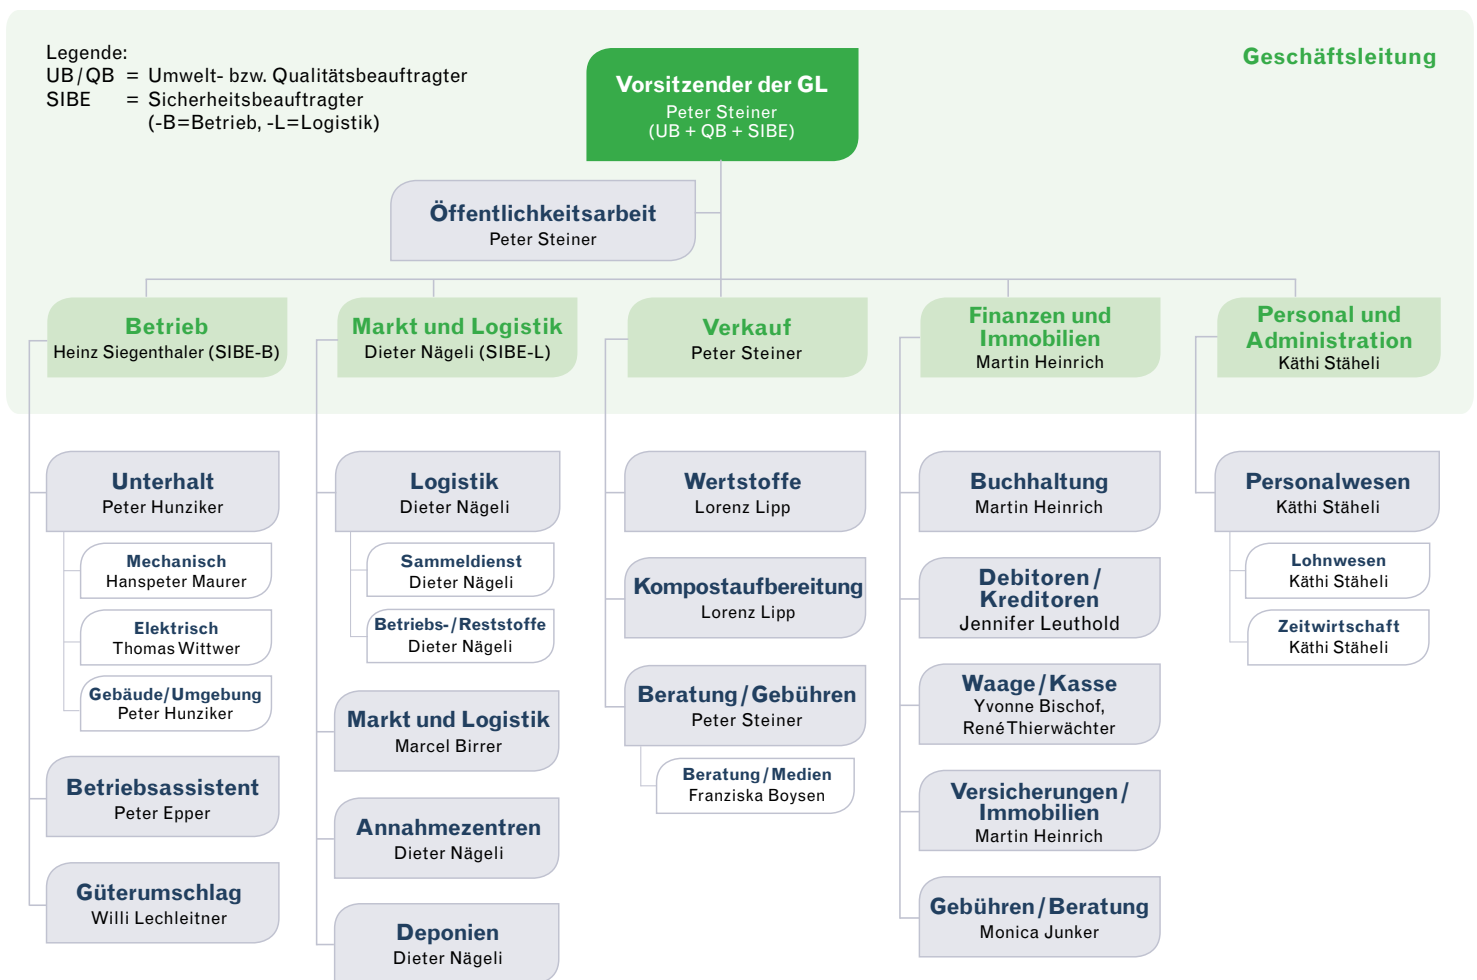 Legende:
UB/QB = Umwelt- bzw. Qualitätsbeauftragter
SIBE = Sicherheitsbeauftragter
(-B=Betrieb, -L=Logistik)
Geschäftsleitung
Vorsitzender der GL
Peter Steiner
(UB + QB + SIBE)
Öffentlichkeitsarbeit
Peter Steiner
Betrieb
Heinz Siegenthaler (SIBE-B)
Markt und Logistik
Dieter Nägeli (SIBE-L)
Verkauf
Peter Steiner
Finanzen und
Immobilien
Martin Heinrich
Personal und
Administration
Käthi Stäheli
Unterhalt
Peter Hunziker
Mechanisch
Hanspeter Maurer
Elektrisch
Thomas Wittwer
Gebäude/Umgebung
Peter Hunziker
Betriebsassistent
Peter Epper
Güterumschlag
Willi Lechleitner
Logistik
Dieter Nägeli
Sammeldienst
Dieter Nägeli
Betriebs-/Reststoffe
Dieter Nägeli
Markt und Logistik
Marcel Birrer
Annahmezentren
Dieter Nägeli
Deponien
Dieter Nägeli
Wertstoffe
Lorenz Lipp
Kompostaufbereitung
Lorenz Lipp
Beratung/Gebühren
Peter Steiner
Beratung/Medien
Franziska Boysen
Buchhaltung
Martin Heinrich
Debitoren/
Kreditoren
Jennifer Leuthold
Waage/Kasse
Yvonne Bischof,
René Thierwächter
Versicherungen/
Immobilien
Martin Heinrich
Gebühren/Beratung
Monica Junker
Personalwesen
Käthi Stäheli
Lohnwesen
Käthi Stäheli
Zeitwirtschaft
Käthi Stäheli